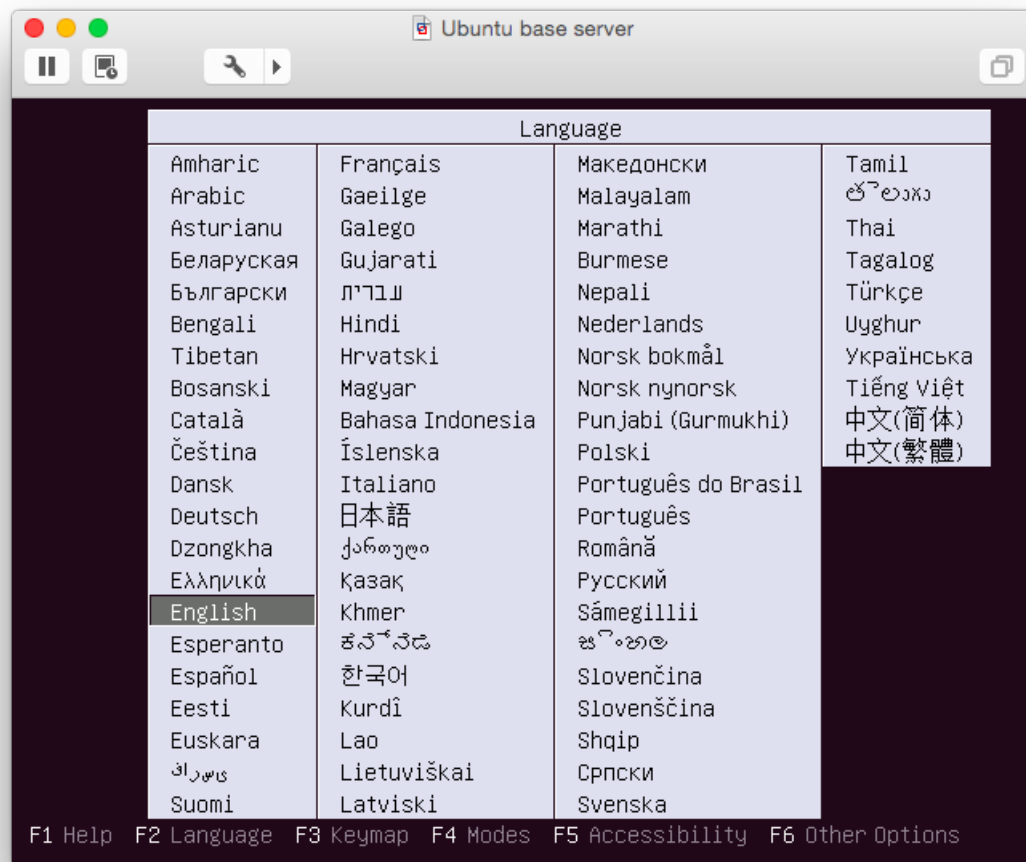 Ubuntu base server
Language
Amharic
Arabic
Asturianu
Беларуская
Български
Bengali
Tibetan
Bosanski
Català
Čeština
Dansk
Deutsch
Dzongkha
Ελληνικά
English
Esperanto
Español
Eesti
Euskara
Suomi
Français
Gaeilge
Galego
Gujarati
עברית
Hindi
Hrvatski
Magyar
Bahasa Indonesia
Íslenska
Italiano
日本語
ქართული
Қазақ
Khmer
한국어
Kurdî
Lao
Lietuviškai
Latviski
Македонски
Malayalam
Marathi
Burmese
Nepali
Nederlands
Norsk bokmål
Norsk nynorsk
Punjabi (Gurmukhi)
Polski
Português do Brasil
Português
Română
Русский
Sámegillii
Slovenčina
Slovenščina
Shqip
Српски
Svenska
Tamil
Thai
Tagalog
Türkçe
Uyghur
Українська
Tiếng Việt
中文(简体)
中文(繁體)
F1 Help F2 Language F3 Keymap F4 Modes F5 Accessibility F6 Other Options